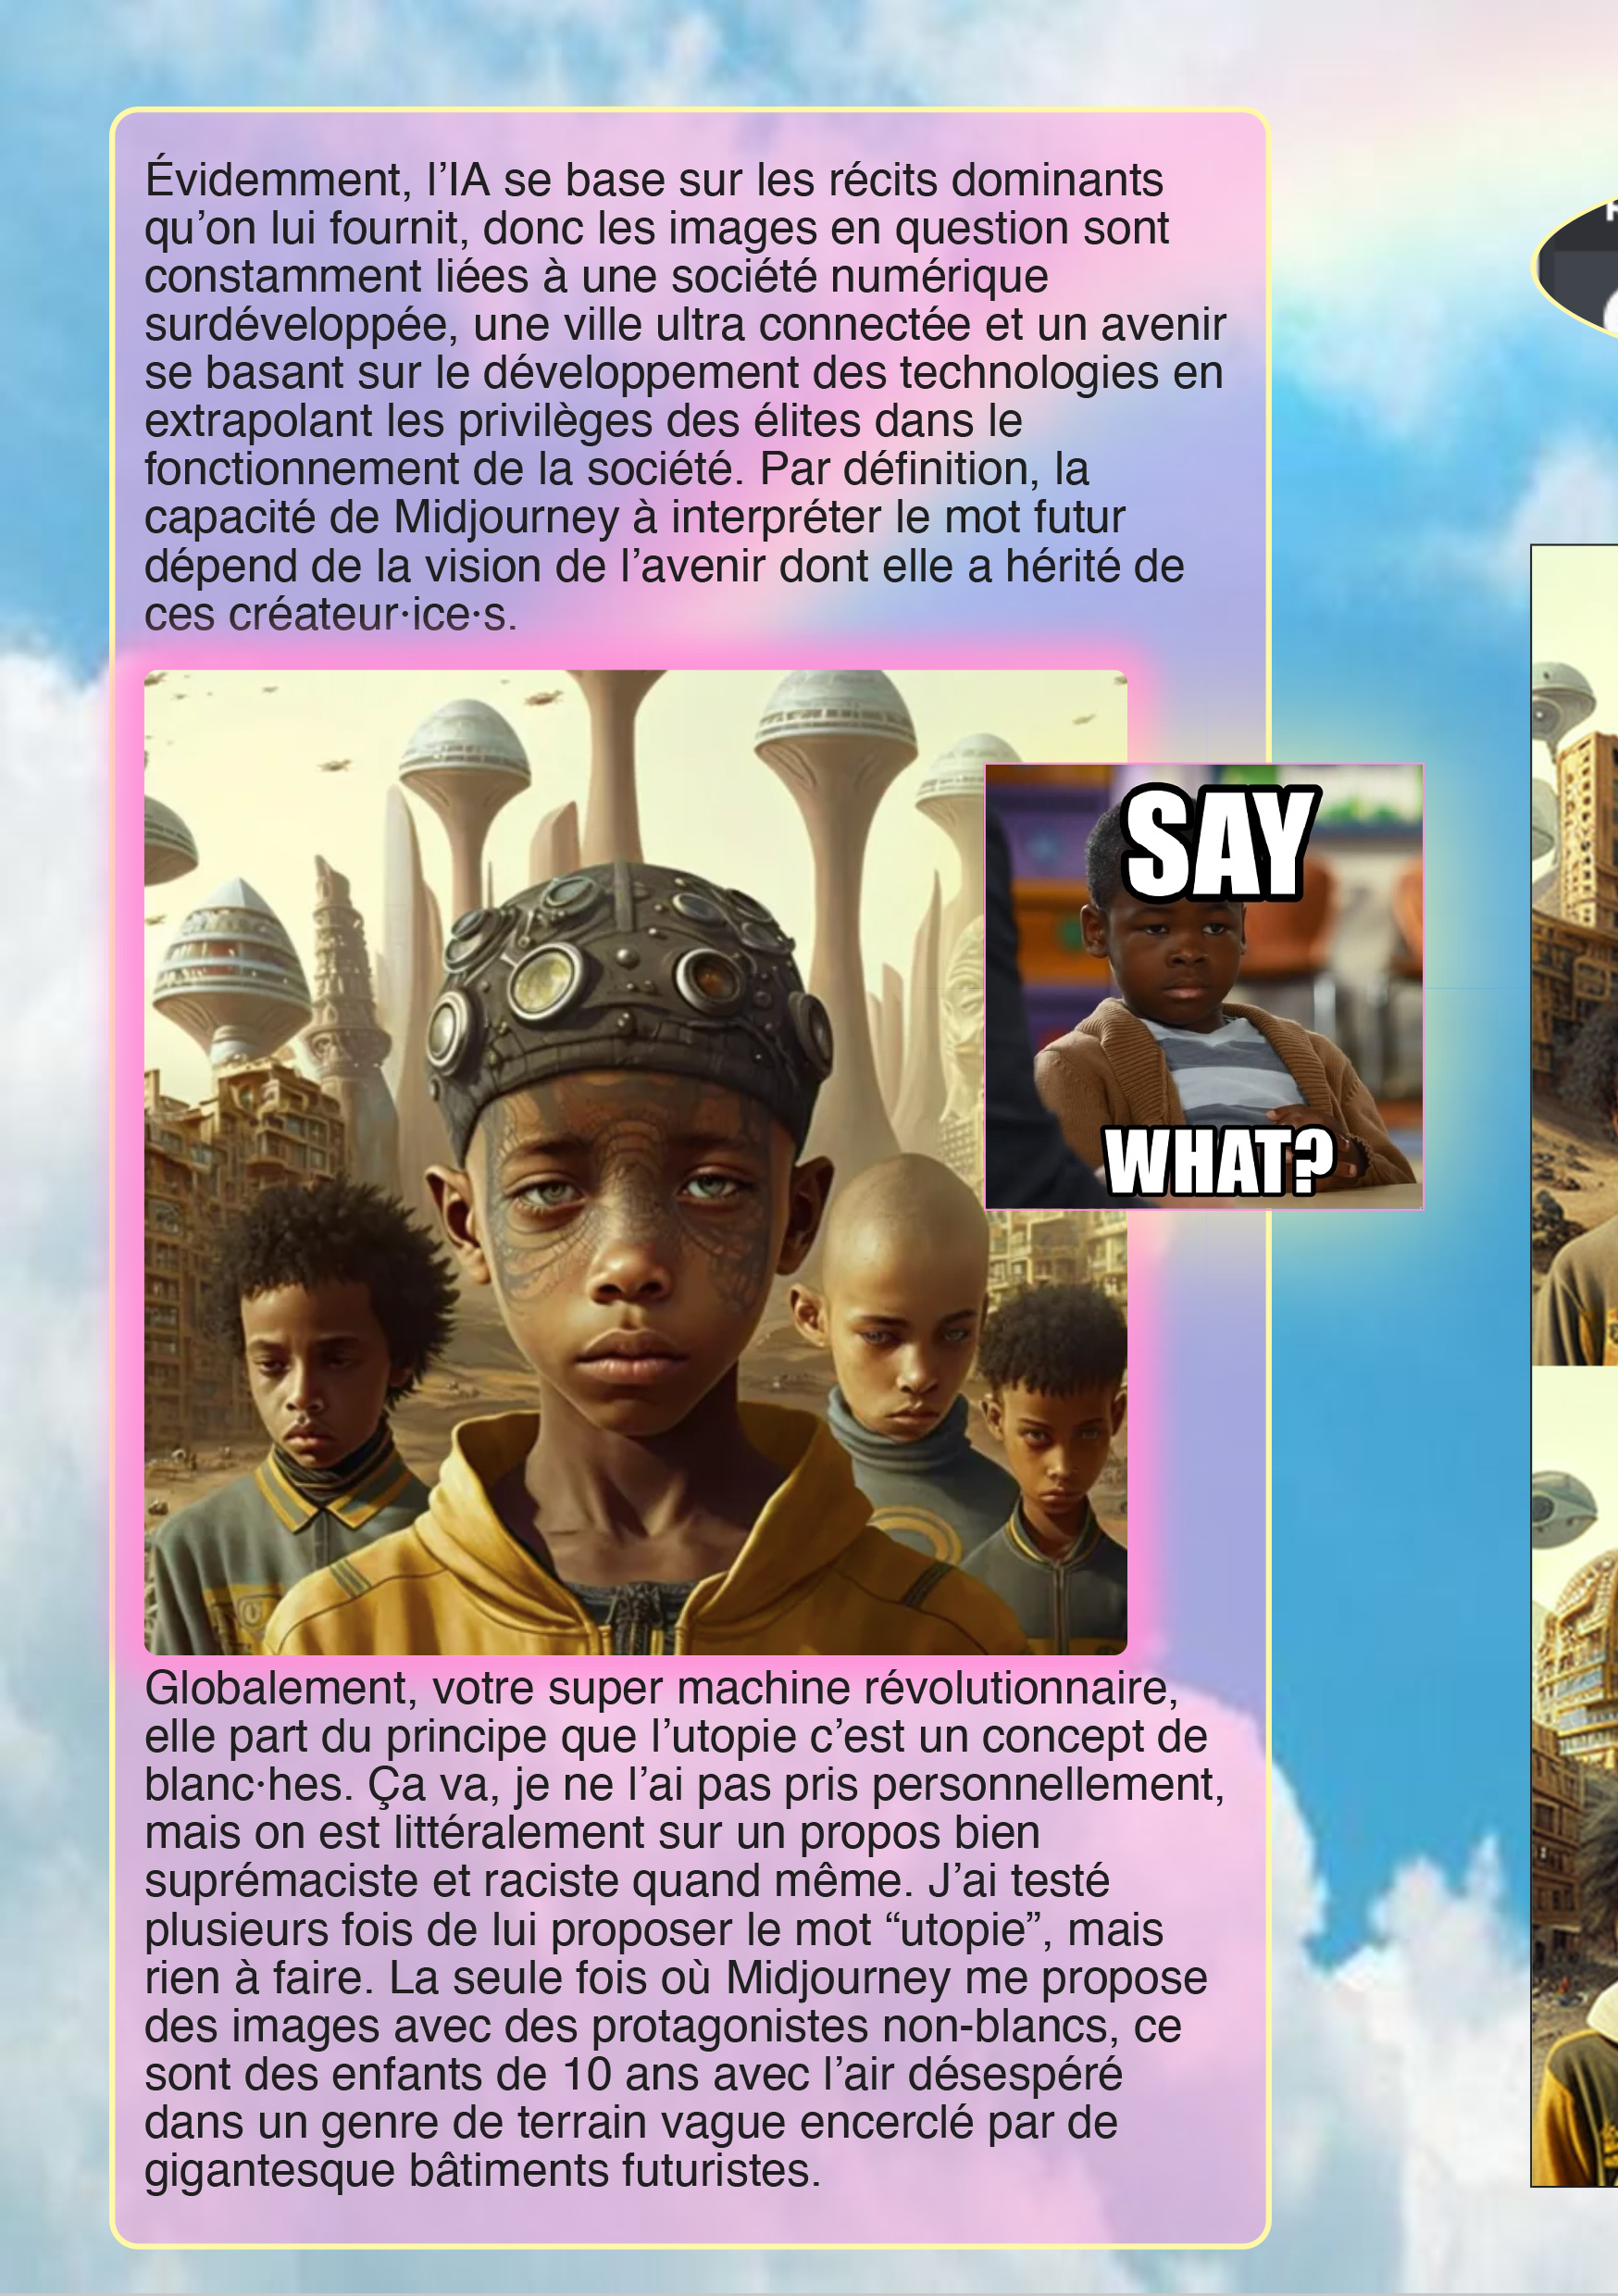 Évidemment, l’IA se base sur les récits dominants
qu’on lui fournit, donc les images en question sont
constamment liées à une société numérique
surdéveloppée, une ville ultra connectée et un avenir
se basant sur le développement des technologies en
extrapolant les privilèges des élites dans le
fonctionnement de la société. Par définition, la
capacité de Midjourney à interpréter le mot futur
dépend de la vision de l’avenir dont elle a hérité de
ces créateur·ice·s.
SAY
WHAT?
Globalement, votre super machine révolutionnaire,
elle part du principe que l’utopie c’est un concept de
blanc·hes. Ça va, je ne l’ai pas pris personnellement,
mais on est littéralement sur un propos bien
suprémaciste et raciste quand même. J’ai testé
plusieurs fois de lui proposer le mot “utopie”, mais
rien à faire. La seule fois où Midjourney me propose
des images avec des protagonistes non-blancs, ce
sont des enfants de 10 ans avec l’air désespéré
dans un genre de terrain vague encerclé par de
gigantesque bâtiments futuristes.